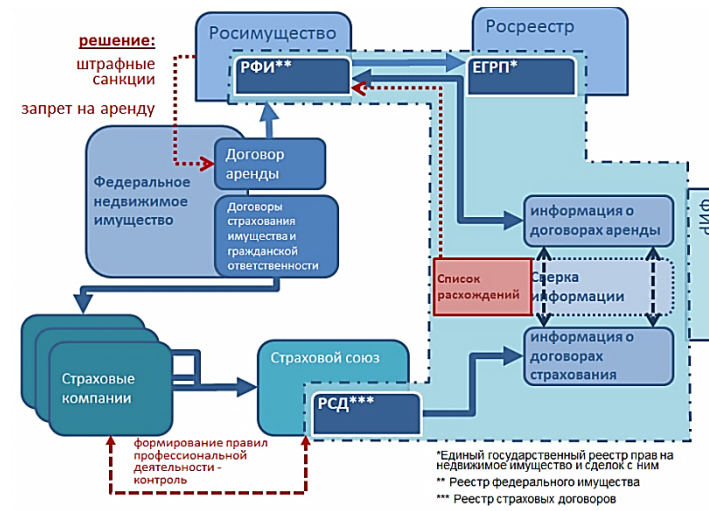 решение:
штрафные
санкции
запрет на аренду
Росимущество
РФИ**
Росреестр
ЕГРП*
Договор
аренды
Федеральное
недвижимое
имущество
Договоры
страхования
имущества и
гражданской
ответственности
информация о
договорах аренды
ФИР
Список
расхождений
Сверка
информации
информация о
договорах
страхования
Страховые
компании
Страховой союз
РСД***
формирование правил
профессиональной
деятельности -
контроль
*Единый государственный реестр прав на
недвижимое имущество и сделок с ним
** Реестр федерального имущества
*** Реестр страховых договоров